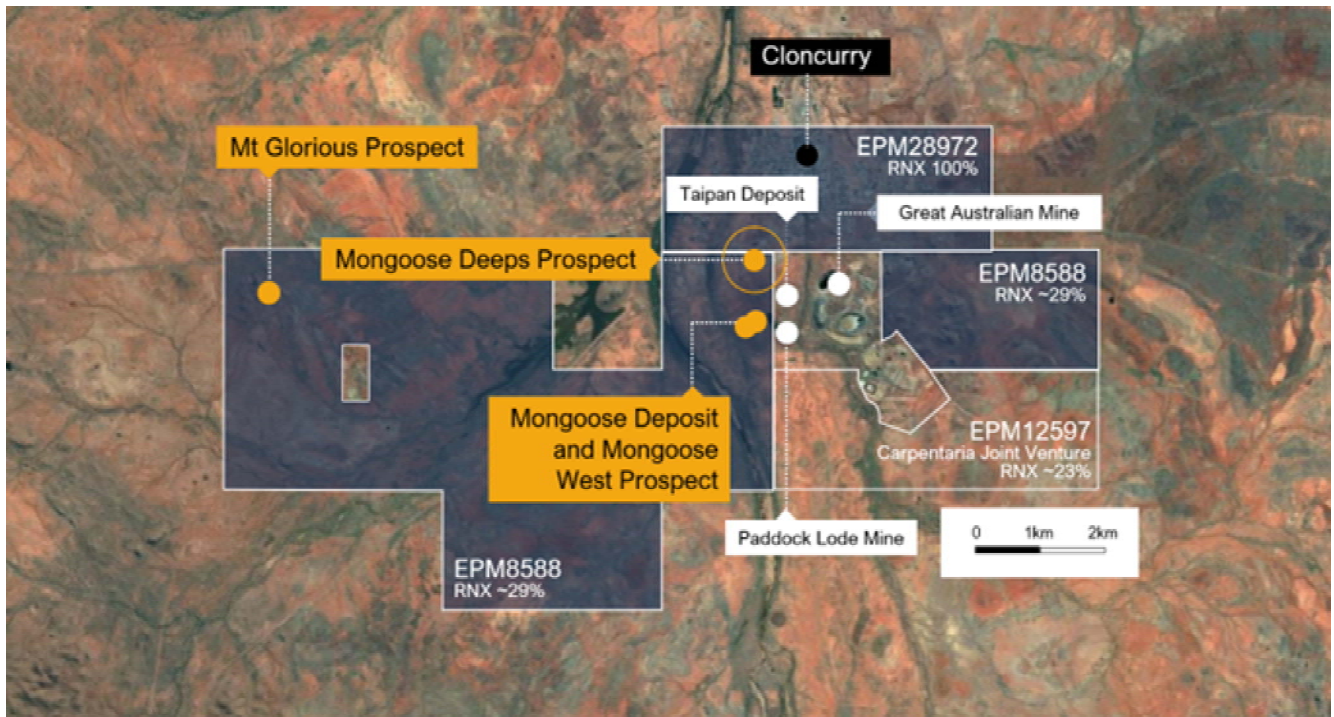 Cloncurry
Mt Glorious Prospect
EPM28972
RNX 100%
Taipan Deposit
Great Australian Mine
Mongoose Deeps Prospect
EPM8588
RNX ~29%
Mongoose Deposit
and Mongoose
West Prospect
EPM12597
Carpentaria Joint Venture
RNX ~23%
Paddock Lode Mine
0 1km 2km
EPM8588
RNX ~29%